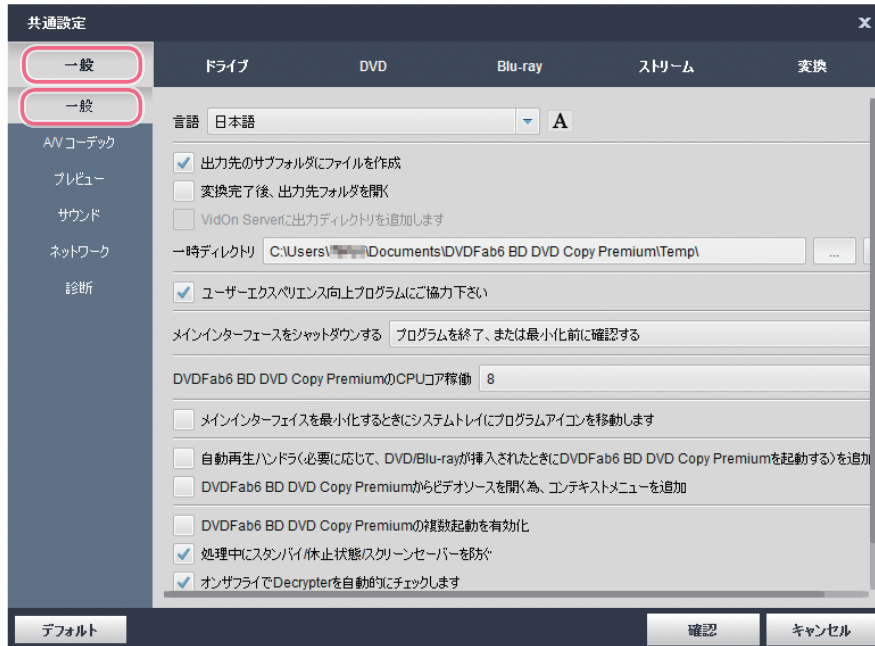 共通設定 x
一般 ドライブ DVD Blu-ray ストリーム 変換
一般
A/Vコーデック
プレビュー
サウンド
ネットワーク
診断
言語 日本語 A
出力先のサブフォルダにファイルを作成
変換完了後、出力先フォルダを開く
VidOn Serverに出力ディレクトリを追加します
一時ディレクトリ C:\Users\ \Documents\DVDFab6 BD DVD Copy Premium\Temp\ ...
ユーザーエクスペリエンス向上プログラムにご協力下さい
メインインターフェースをシャットダウンする プログラムを終了、または最小化前に確認する
DVDFab6 BD DVD Copy PremiumのCPUコア稼働 8
メインインターフェイスを最小化するときにシステムトレイにプログラムアイコンを移動します
自動再生ハンドラ(必要に応じて、DVD/Blu-rayが挿入されたときにDVDFab6 BD DVD Copy Premiumを起動する)を追加
DVDFab6 BD DVD Copy Premiumからビデオソースを開く為、コンテキストメニューを追加
DVDFab6 BD DVD Copy Premiumの複数起動を有効化
処理中にスタンバイ/休止状態/スクリーンセーバーを防ぐ
オンザフライでDecrypterを自動的にチェックします
デフォルト 確認 キャンセル